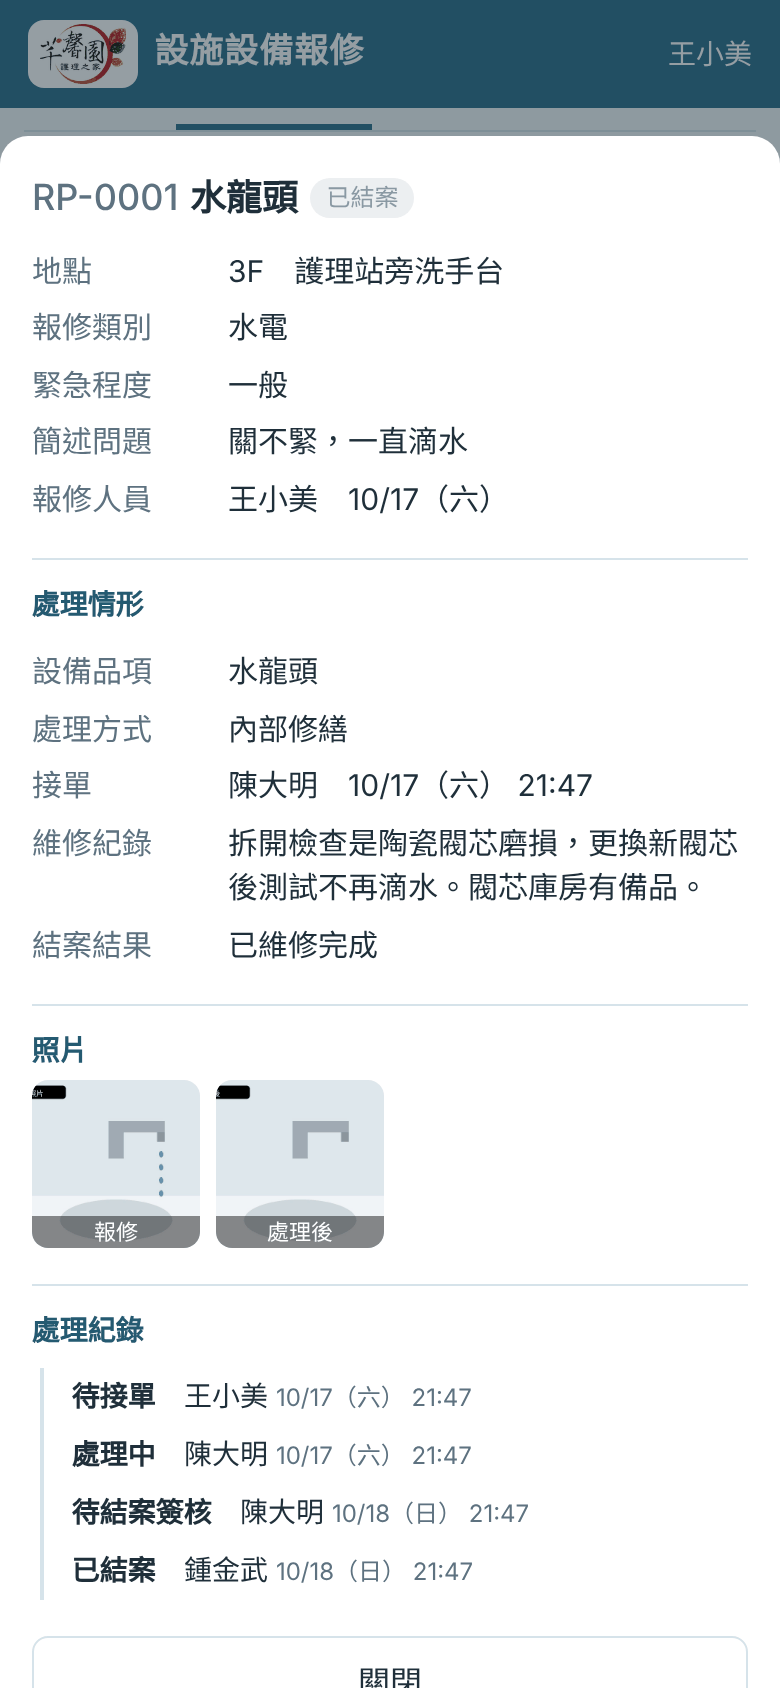 芊馨園
護理之家
設施設備報修
王小美
RP-0001 水龍頭 已結案
地點 3F 護理站旁洗手台
報修類別 水電
緊急程度 一般
簡述問題 關不緊，一直滴水
報修人員 王小美 10/17（六）
處理情形
設備品項 水龍頭
處理方式 內部修繕
接單 陳大明 10/17（六） 21:47
維修紀錄 拆開檢查是陶瓷閥芯磨損，更換新閥芯
後測試不再滴水。閥芯庫房有備品。
結案結果 已維修完成
照片
報修 處理後
處理紀錄
待接單 王小美 10/17（六） 21:47
處理中 陳大明 10/17（六） 21:47
待結案簽核 陳大明 10/18（日） 21:47
已結案 鍾金武 10/18（日） 21:47
關閉